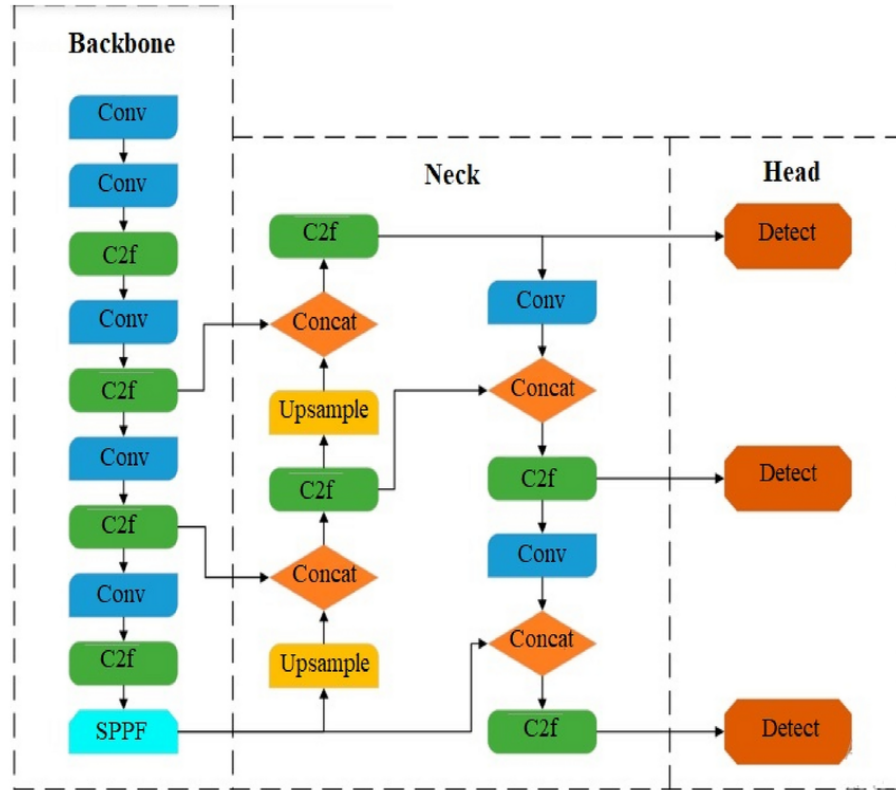 Backbone
Conv
Conv
C2f
Conv
C2f
Conv
C2f
Conv
C2f
SPPF
Neck
C2f
Concat
Upsample
C2f
Concat
Upsample
Conv
Concat
C2f
Conv
Concat
C2f
Head
Detect
Detect
Detect